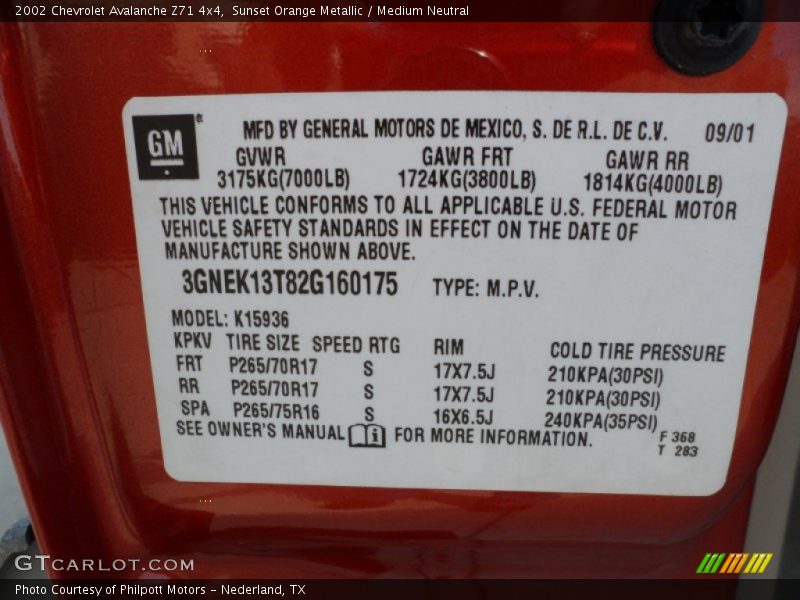 2002 Chevrolet Avalanche Z71 4x4, Sunset Orange Metallic / Medium Neutral
GM ®
MFD BY GENERAL MOTORS DE MEXICO, S. DE R.L. DE C.V. 09/01
GVWR GAWR FRT GAWR RR
3175KG(7000LB) 1724KG(3800LB) 1814KG(4000LB)
THIS VEHICLE CONFORMS TO ALL APPLICABLE U.S. FEDERAL MOTOR
VEHICLE SAFETY STANDARDS IN EFFECT ON THE DATE OF
MANUFACTURE SHOWN ABOVE.
3GNEK13T82G160175 TYPE: M.P.V.
MODEL: K15936
KPKV TIRE SIZE SPEED RTG RIM COLD TIRE PRESSURE
FRT P265/70R17 S 17X7.5J 210KPA(30PSI)
RR P265/70R17 S 17X7.5J 210KPA(30PSI)
SPA P265/75R16 S 16X6.5J 240KPA(35PSI)
SEE OWNER'S MANUAL FOR MORE INFORMATION.
F 368
T 283
GTCARLOT.COM
Photo Courtesy of Philpott Motors - Nederland, TX